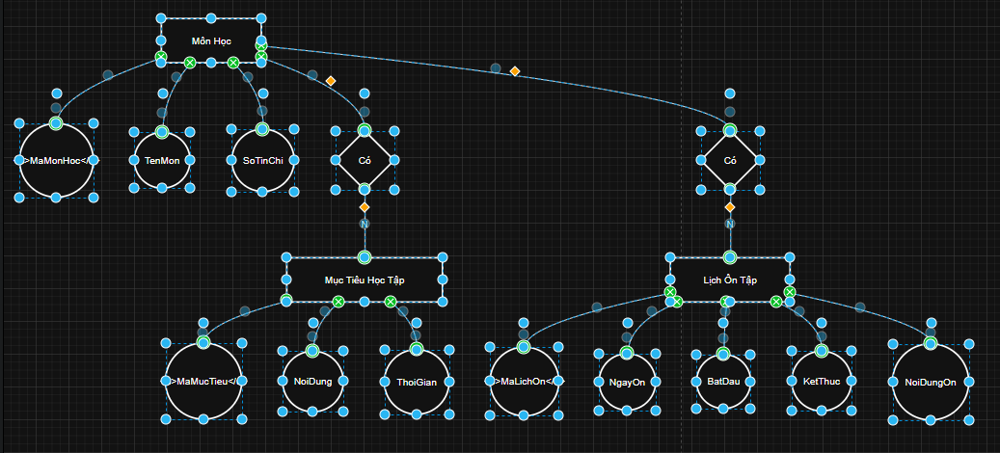 Môn Học
>MaMonHoc</
TenMon
SoTinChi
Có
Có
N
N
Mục Tiêu Học Tập
Lịch Ôn Tập
>MaMucTieu</
NoiDung
ThoiGian
>MaLichOn</
NgayOn
BatDau
KetThuc
NoiDungOn